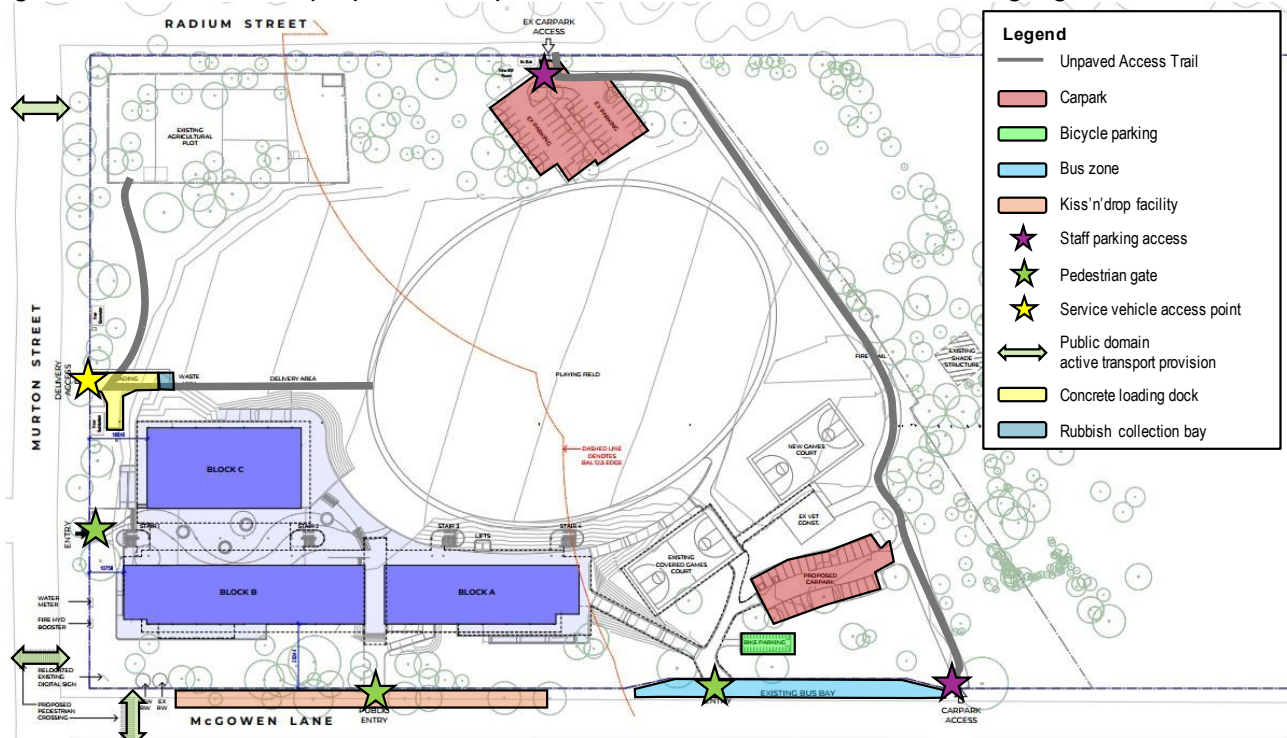 RADIUM STREET
EX CARPARK
ACCESS
Legend
Unpaved Access Trail
Carpark
Bicycle parking
Bus zone
Kiss'n'drop facility
Staff parking access
Pedestrian gate
Service vehicle access point
Public domain
active transport provision
Concrete loading dock
Rubbish collection bay
EX PARKING
EX PARKING
EXISTING
AGRICULTURAL
PLOT
MURTON STREET
DELIVERY
ACCESS
WASTE
DELIVERY AREA
PLAYING FIELD
EXISTING
SHADE
STRUCTURE
DASHED LINE
DENOTES
BAL 12.5 EDGE
NEW GAMES
COURT
BLOCK C
EX VET
CONST.
ENTRY
STAIR 1
STAIR 2
STAIR 3
LIFTS
STAIR 4
EXISTING
COVERED GAMES
COURT
PROPOSED
CARPARK
BLOCK B
BLOCK A
WATER
METER
FIRE HYD
BOOSTER
BIKE PARKING
RELOCATED
EXISTING
DIGITAL SIGN
PROPOSED
PEDESTRIAN
CROSSING
EX
RW
RW
McGOWEN LANE
PUBLIC
ENTRY
EXISTING BUS BAY
ENTRY
CARPARK
ACCESS